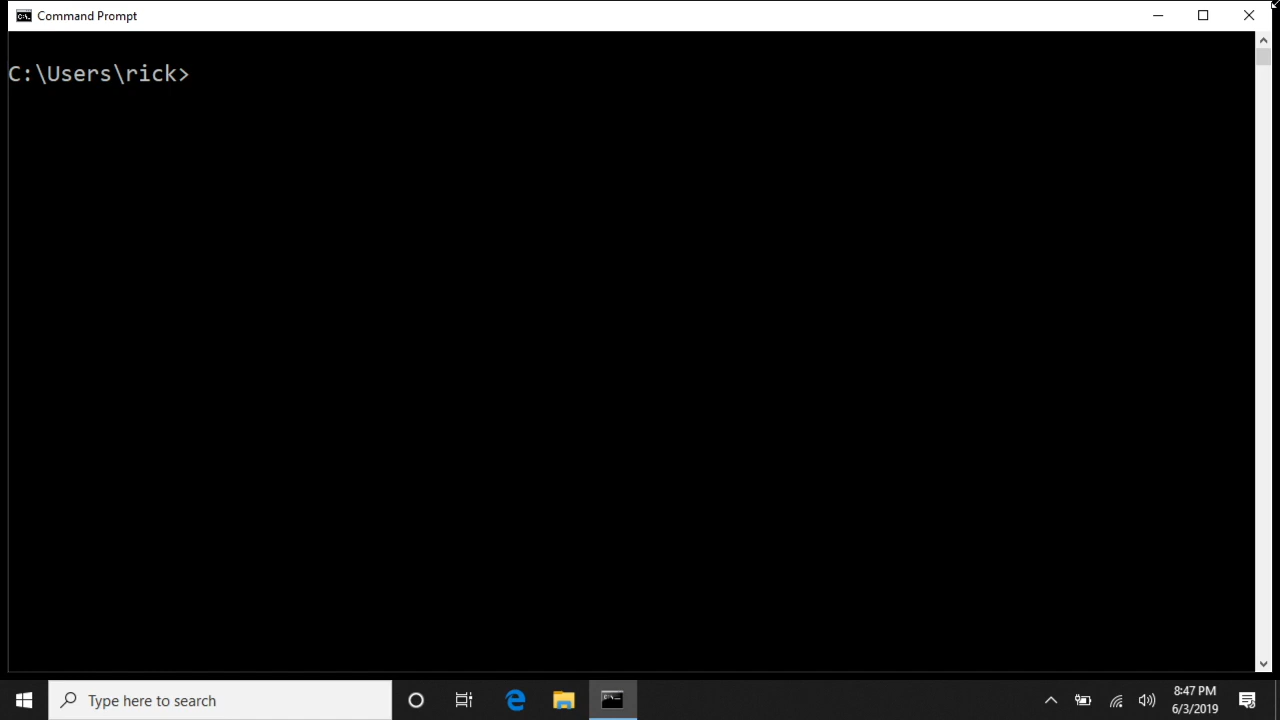 Command Prompt
C:\Users\rick>
Type here to search
8:47 PM
6/3/2019